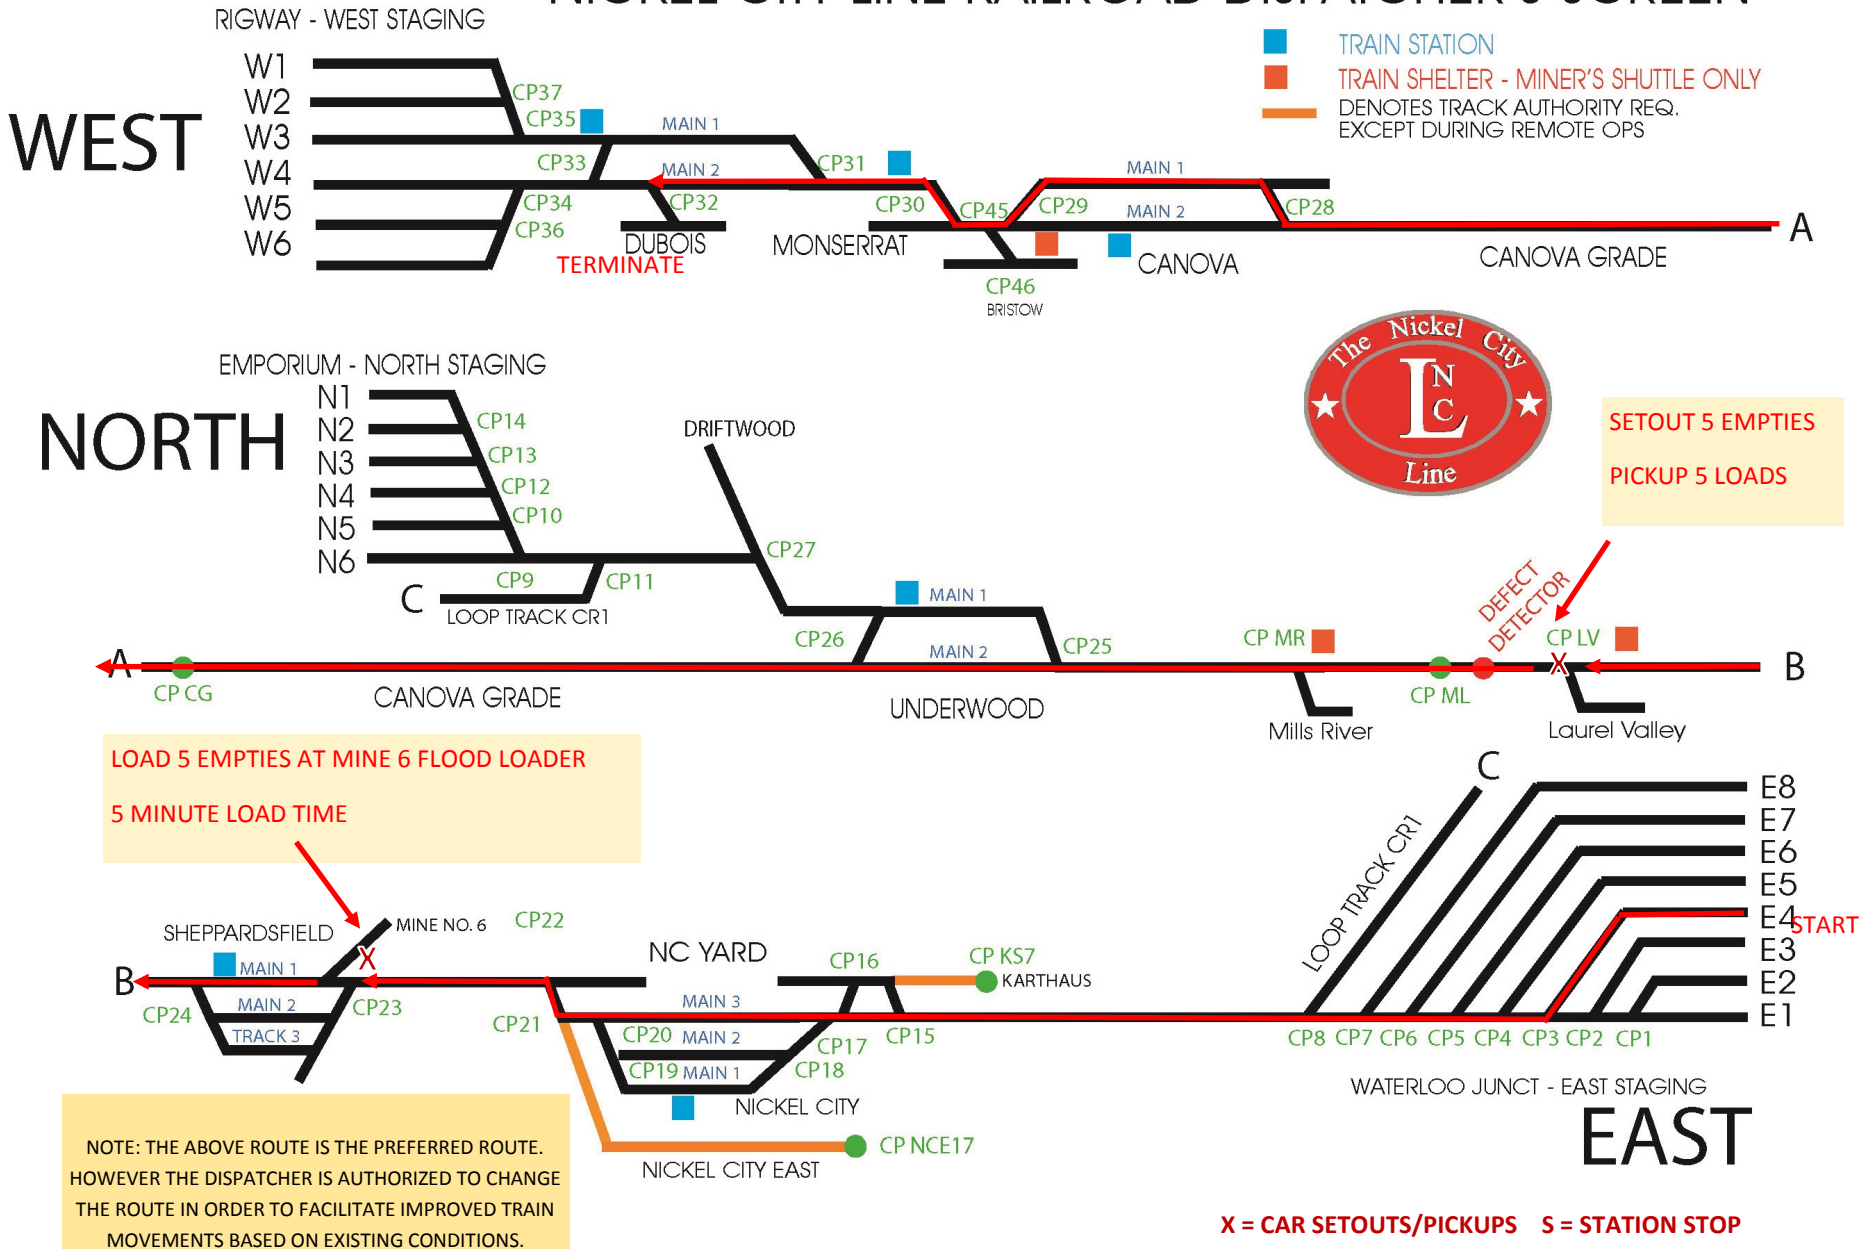 NICKEL CITY LINE RAILROAD DISPATCHER'S SCREEN
RIGWAY - WEST STAGING
TRAIN STATION
TRAIN SHELTER - MINER'S SHUTTLE ONLY
DENOTES TRACK AUTHORITY REQ.
EXCEPT DURING REMOTE OPS
WEST
W1
W2
W3
W4
W5
W6
CP37
CP35
MAIN 1
CP33
MAIN 2
CP31
MAIN 1
CP34
CP32
CP30
CP45
CP29
MAIN 2
CP28
CP36
DUBOIS
MONSERRAT
CANOVA
CANOVA GRADE
A
TERMINATE
CP46
BRISTOW
The Nickel City
L
N
C
Line
EMPORIUM - NORTH STAGING
NORTH
N1
N2
N3
N4
N5
N6
CP14
CP13
CP12
CP10
DRIFTWOOD
CP27
CP9
CP11
C
LOOP TRACK CR1
MAIN 1
CP26
MAIN 2
CP25
SETOUT 5 EMPTIES
PICKUP 5 LOADS
DEFECT
DETECTOR
CP MR
CP LV
X
A
B
CP CG
CANOVA GRADE
UNDERWOOD
CP ML
Mills River
Laurel Valley
LOAD 5 EMPTIES AT MINE 6 FLOOD LOADER
5 MINUTE LOAD TIME
C
LOOP TRACK CR1
E8
E7
E6
E5
E4
START
E3
E2
E1
SHEPPARDSFIELD
MINE NO. 6
CP22
NC YARD
X
CP16
CP KS7
KARTHAUS
B
MAIN 1
MAIN 2
TRACK 3
CP24
CP23
CP21
MAIN 3
CP20
MAIN 2
CP17
CP15
CP19
MAIN 1
CP18
NICKEL CITY
CP8
CP7
CP6
CP5
CP4
CP3
CP2
CP1
WATERLOO JUNCT - EAST STAGING
EAST
CP NCE17
NICKEL CITY EAST
NOTE: THE ABOVE ROUTE IS THE PREFERRED ROUTE.
HOWEVER THE DISPATCHER IS AUTHORIZED TO CHANGE
THE ROUTE IN ORDER TO FACILITATE IMPROVED TRAIN
MOVEMENTS BASED ON EXISTING CONDITIONS.
X = CAR SETOUTS/PICKUPS S = STATION STOP